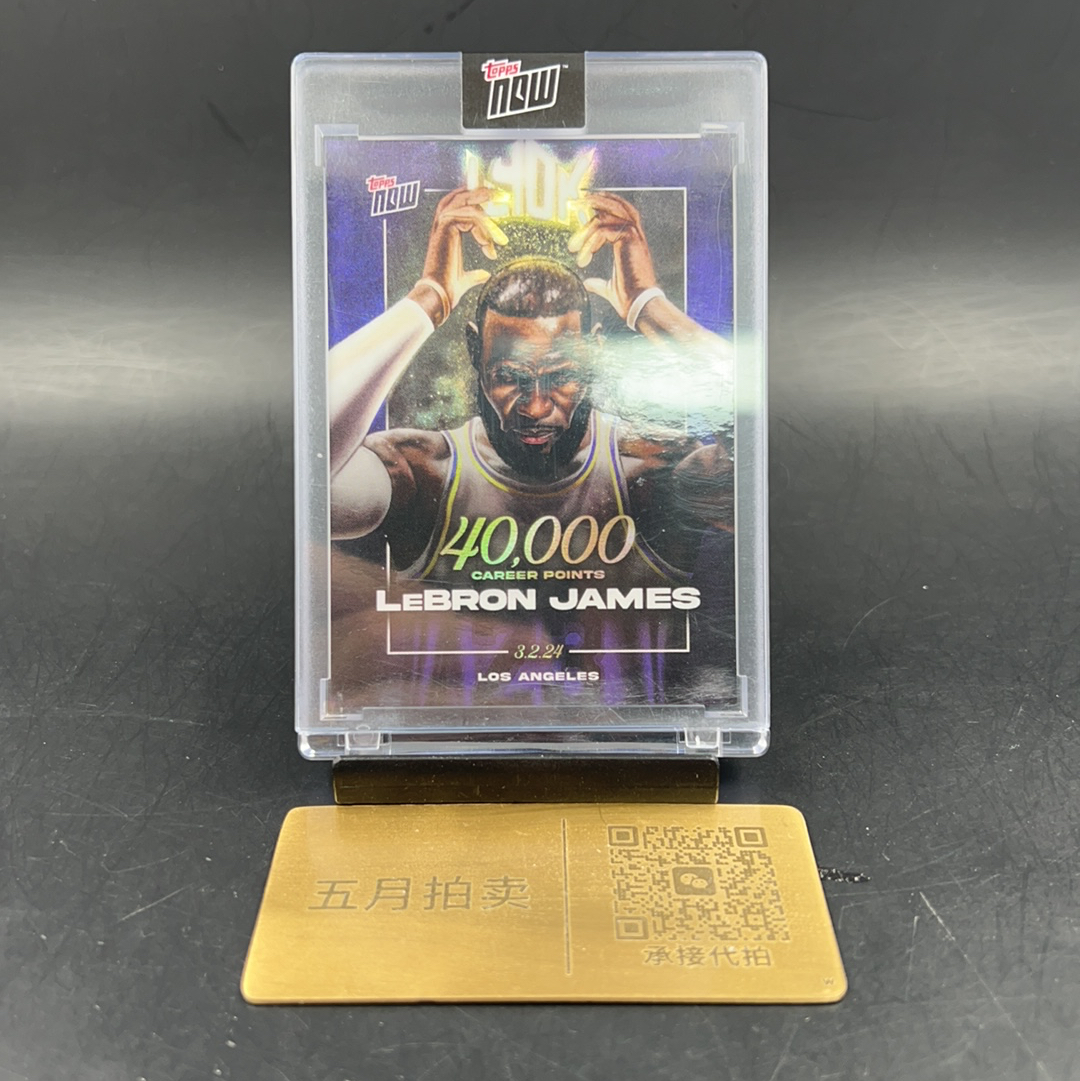 TOPPS NOW™
TOPPS NOW
40K
40,000
CAREER POINTS
LeBRON JAMES
3.2.24
LOS ANGELES
五月拍卖
承接代拍